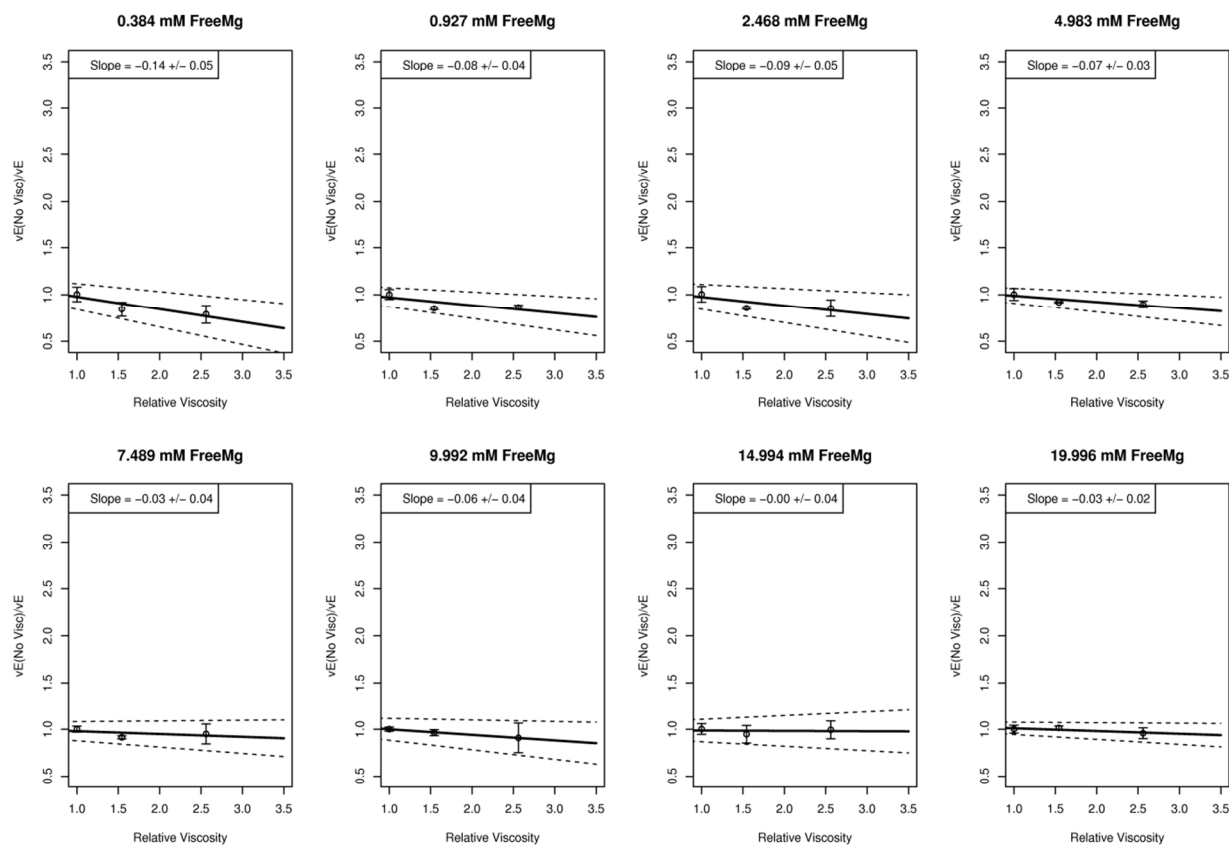 0.384 mM FreeMg
Slope = −0.14 +/− 0.05
vE(No Visc)/vE
3.5
3.0
2.5
2.0
1.5
1.0
0.5
1.0 1.5 2.0 2.5 3.0 3.5
Relative Viscosity
0.927 mM FreeMg
Slope = −0.08 +/− 0.04
vE(No Visc)/vE
3.5
3.0
2.5
2.0
1.5
1.0
0.5
1.0 1.5 2.0 2.5 3.0 3.5
Relative Viscosity
2.468 mM FreeMg
Slope = −0.09 +/− 0.05
vE(No Visc)/vE
3.5
3.0
2.5
2.0
1.5
1.0
0.5
1.0 1.5 2.0 2.5 3.0 3.5
Relative Viscosity
4.983 mM FreeMg
Slope = −0.07 +/− 0.03
vE(No Visc)/vE
3.5
3.0
2.5
2.0
1.5
1.0
0.5
1.0 1.5 2.0 2.5 3.0 3.5
Relative Viscosity
7.489 mM FreeMg
Slope = −0.03 +/− 0.04
vE(No Visc)/vE
3.5
3.0
2.5
2.0
1.5
1.0
0.5
1.0 1.5 2.0 2.5 3.0 3.5
Relative Viscosity
9.992 mM FreeMg
Slope = −0.06 +/− 0.04
vE(No Visc)/vE
3.5
3.0
2.5
2.0
1.5
1.0
0.5
1.0 1.5 2.0 2.5 3.0 3.5
Relative Viscosity
14.994 mM FreeMg
Slope = −0.00 +/− 0.04
vE(No Visc)/vE
3.5
3.0
2.5
2.0
1.5
1.0
0.5
1.0 1.5 2.0 2.5 3.0 3.5
Relative Viscosity
19.996 mM FreeMg
Slope = −0.03 +/− 0.02
vE(No Visc)/vE
3.5
3.0
2.5
2.0
1.5
1.0
0.5
1.0 1.5 2.0 2.5 3.0 3.5
Relative Viscosity